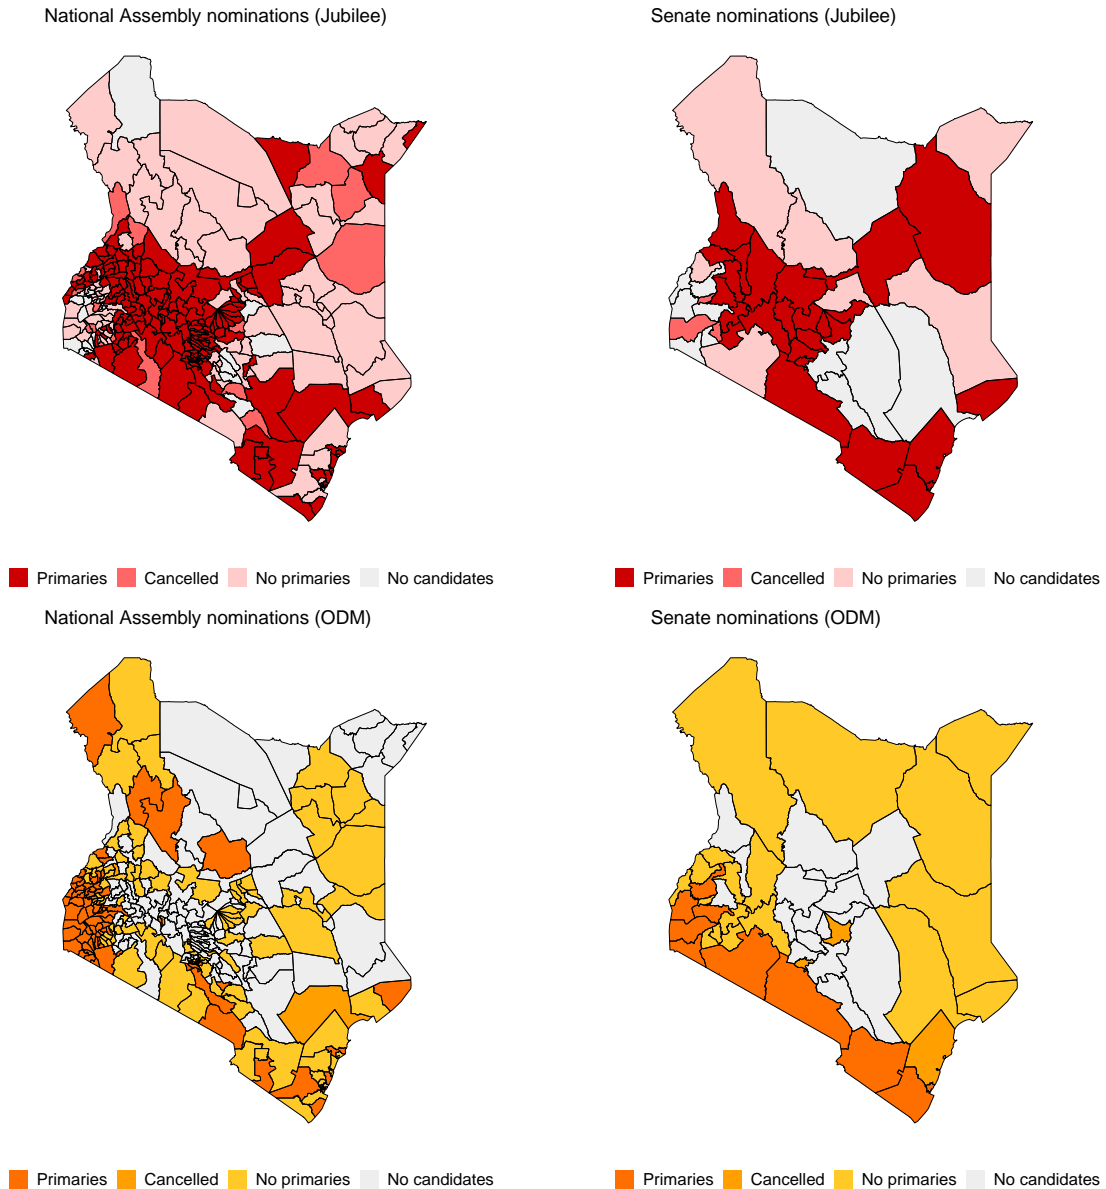 National Assembly nominations (Jubilee)
Senate nominations (Jubilee)
Primaries Cancelled No primaries No candidates
Primaries Cancelled No primaries No candidates
National Assembly nominations (ODM)
Senate nominations (ODM)
Primaries Cancelled No primaries No candidates
Primaries Cancelled No primaries No candidates